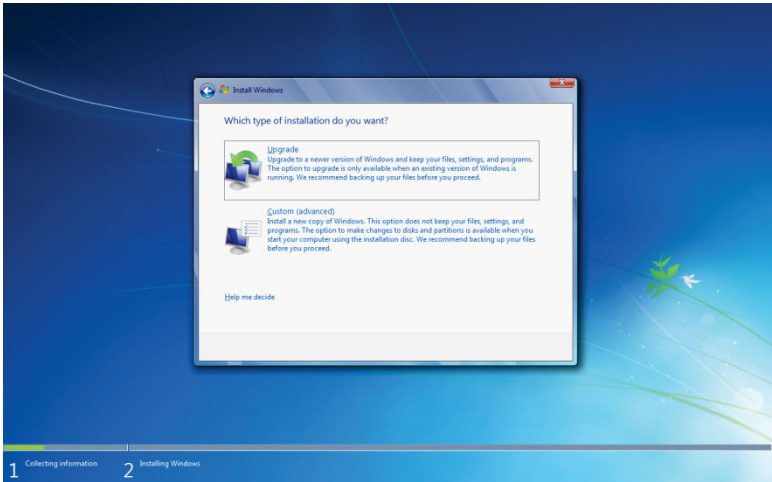 Install Windows
Which type of installation do you want?
Upgrade
Upgrade to a newer version of Windows and keep your files, settings, and programs.
The option to upgrade is only available when an existing version of Windows is
running. We recommend backing up your files before you proceed.
Custom (advanced)
Install a new copy of Windows. This option does not keep your files, settings, and
programs. The option to make changes to disks and partitions is available when you
start your computer using the installation disc. We recommend backing up your files
before you proceed.
Help me decide
1 Collecting information 2 Installing Windows